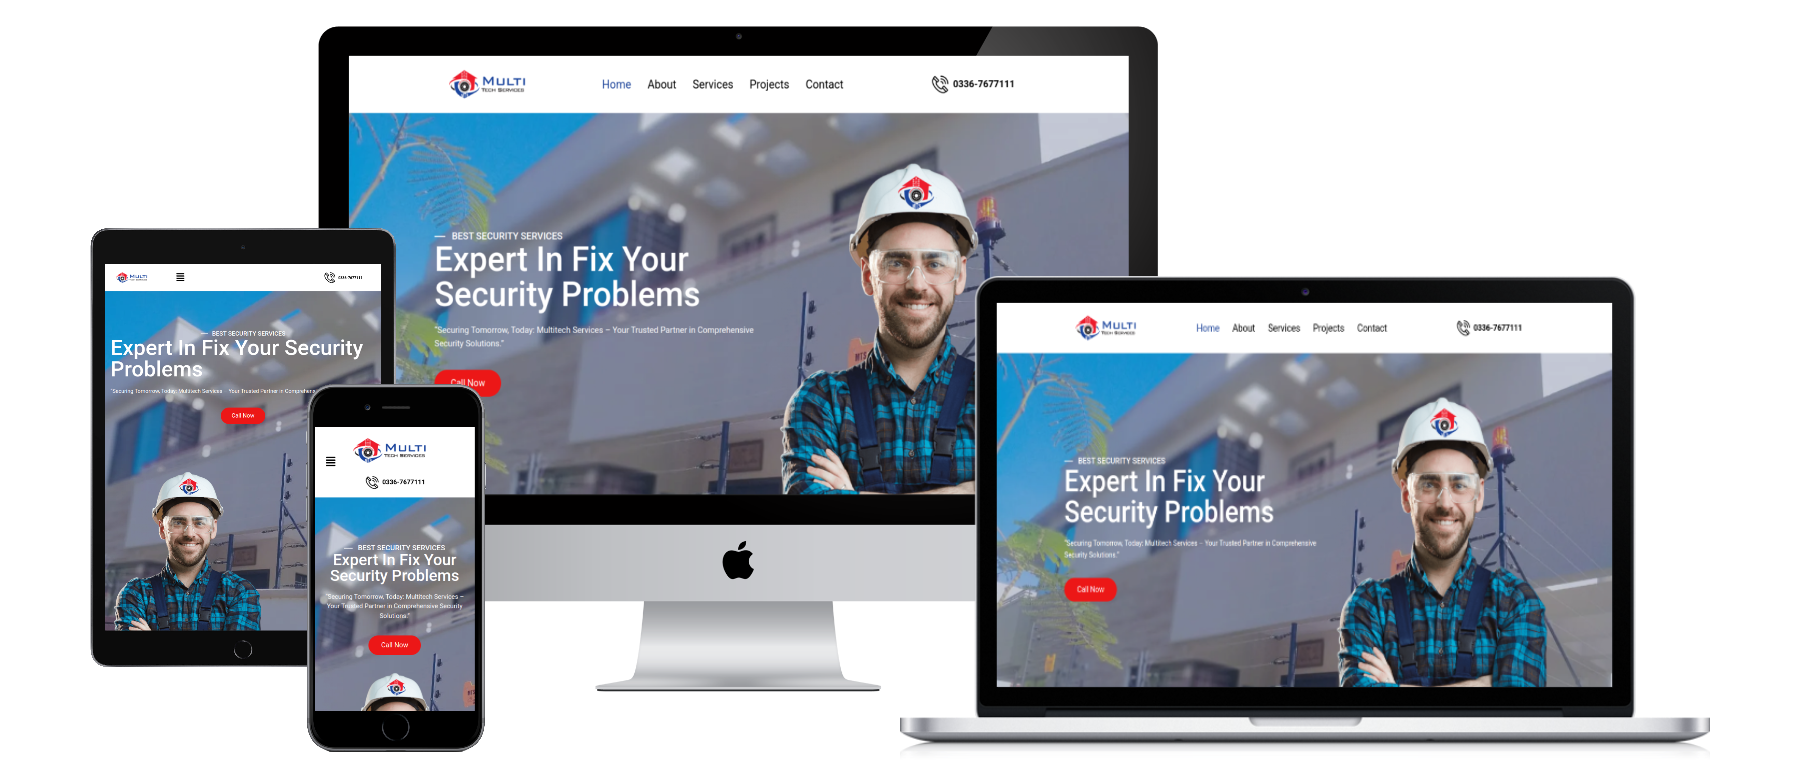 MULTI
TECH SERVICES
Home About Services Projects Contact
0336-7677111
BEST SECURITY SERVICES
Expert In Fix Your
Security Problems
"Securing Tomorrow, Today: Multitech Services – Your Trusted Partner in Comprehensive
Security Solutions."
Call Now
MTS
MULTI
TECH SERVICES
0336-7677111
BEST SECURITY SERVICES
Expert In Fix Your Security
Problems
"Securing Tomorrow, Today: Multitech Services – Your Trusted Partner in Comprehens
Call Now
MULTI
TECH SERVICES
0336-7677111
BEST SECURITY SERVICES
Expert In Fix Your
Security Problems
"Securing Tomorrow, Today: Multitech Services –
Your Trusted Partner in Comprehensive Security
Solutions."
Call Now
MULTI
TECH SERVICES
Home About Services Projects Contact
0336-7677111
BEST SECURITY SERVICES
Expert In Fix Your
Security Problems
"Securing Tomorrow, Today: Multitech Services – Your Trusted Partner in Comprehensive
Security Solutions."
Call Now